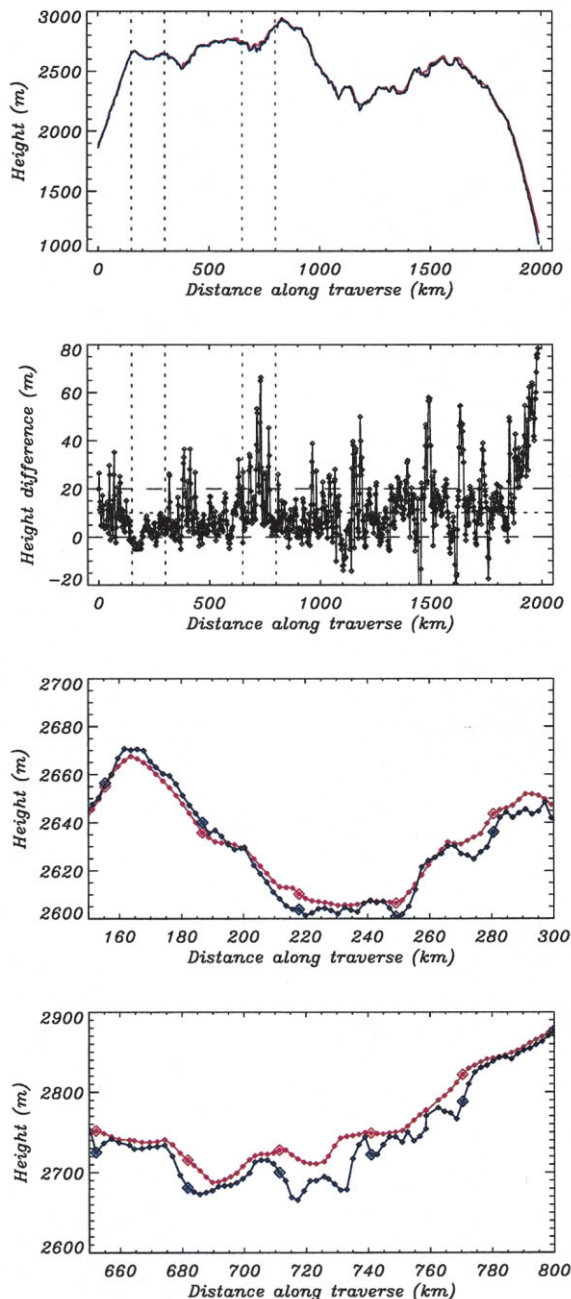 3000
2500
2000
1500
1000
Height (m)
0 500 1000 1500 2000
Distance along traverse (km)
80
60
40
20
0
-20
Height difference (m)
0 500 1000 1500 2000
Distance along traverse (km)
2700
2680
2660
2640
2620
2600
Height (m)
160 180 200 220 240 260 280 300
Distance along traverse (km)
2900
2800
2700
2600
Height (m)
660 680 700 720 740 760 780 800
Distance along traverse (km)